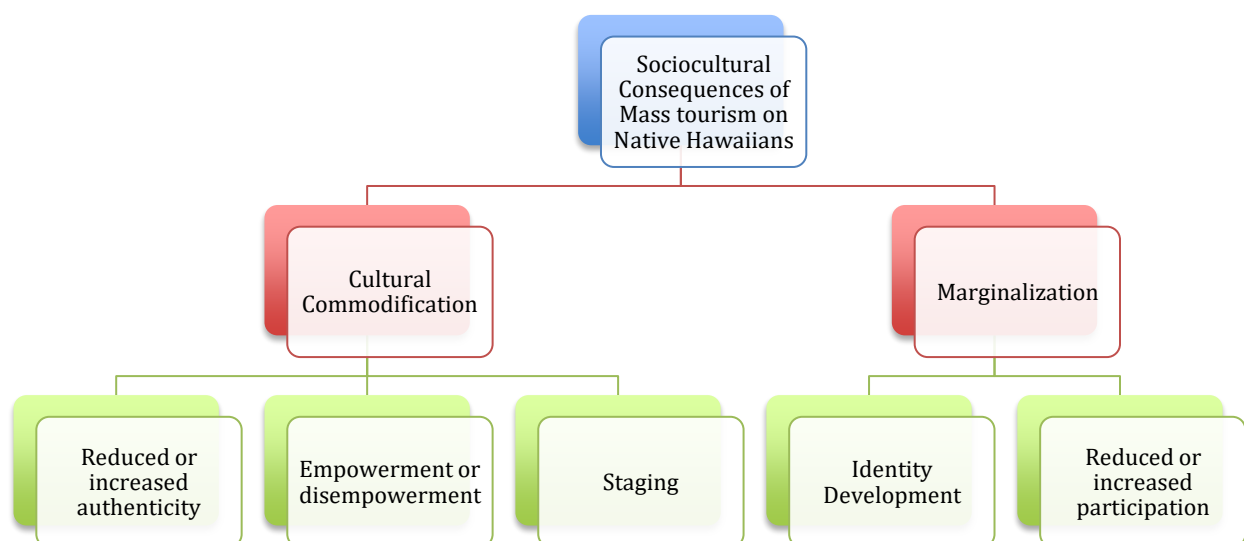 Sociocultural
Consequences of
Mass tourism on
Native Hawaiians
Cultural
Commodification
Marginalization
Reduced or
increased
authenticity
Empowerment or
disempowerment
Staging
Identity
Development
Reduced or
increased
participation